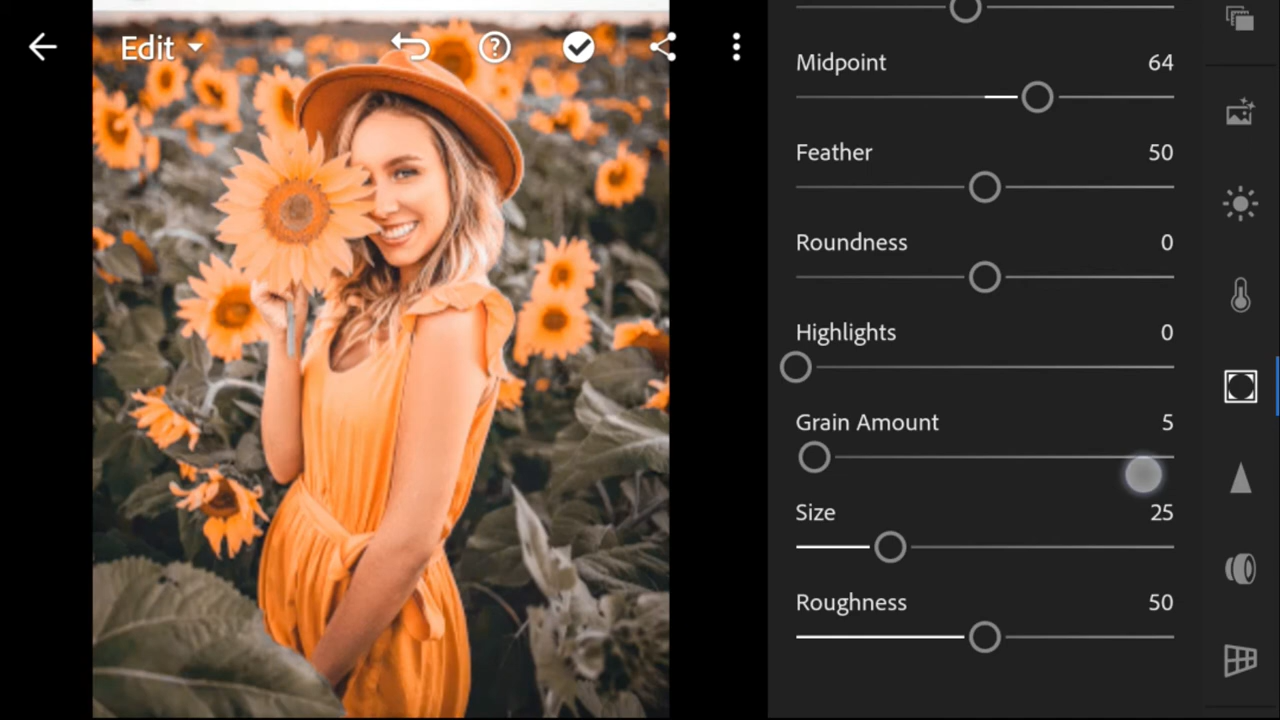 Edit
Midpoint 64
Feather 50
Roundness 0
Highlights 0
Grain Amount 5
Size 25
Roughness 50